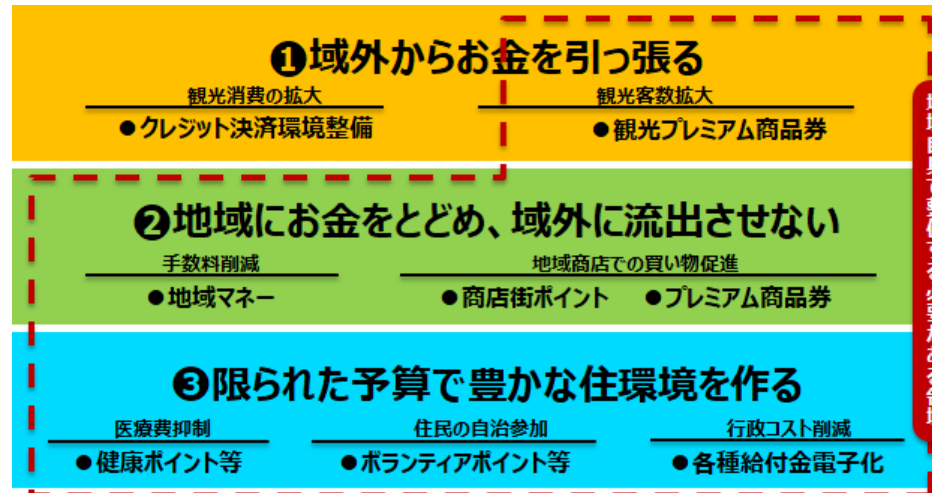 ❶域外からお金を引っ張る
観光消費の拡大
観光客数拡大
●クレジット決済環境整備
●観光プレミアム商品券
❷地域にお金をとどめ、域外に流出させない
手数料削減
地域商店での買い物促進
●地域マネー
●商店街ポイント
●プレミアム商品券
❸限られた予算で豊かな住環境を作る
医療費抑制
住民の自治参加
行政コスト削減
●健康ポイント等
●ボランティアポイント等
●各種給付金電子化